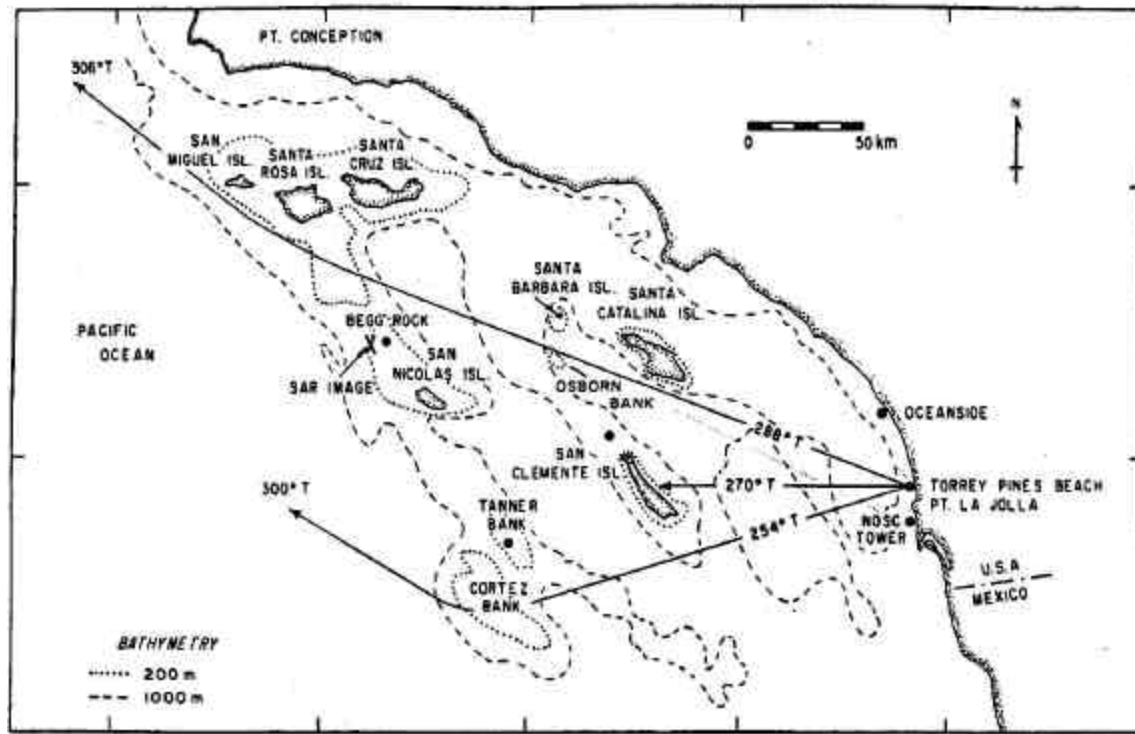 PT. CONCEPTION
306°T
N
0 50 km
SAN
MIGUEL ISL.
SANTA
ROSA ISL.
SANTA
CRUZ ISL.
SANTA
BARBARA ISL.
SANTA
CATALINA ISL.
PACIFIC
OCEAN
BEGG ROCK
SAR IMAGE
SAN
NICOLAS ISL.
OSBORN
BANK
OCEANSIDE
288°T
SAN
CLEMENTE ISL.
270°T
TORREY PINES BEACH
PT. LA JOLLA
300°T
TANNER
BANK
254°T
NOSC
TOWER
CORTEZ
BANK
U.S.A
MEXICO
BATHYMETRY
200 m
1000 m